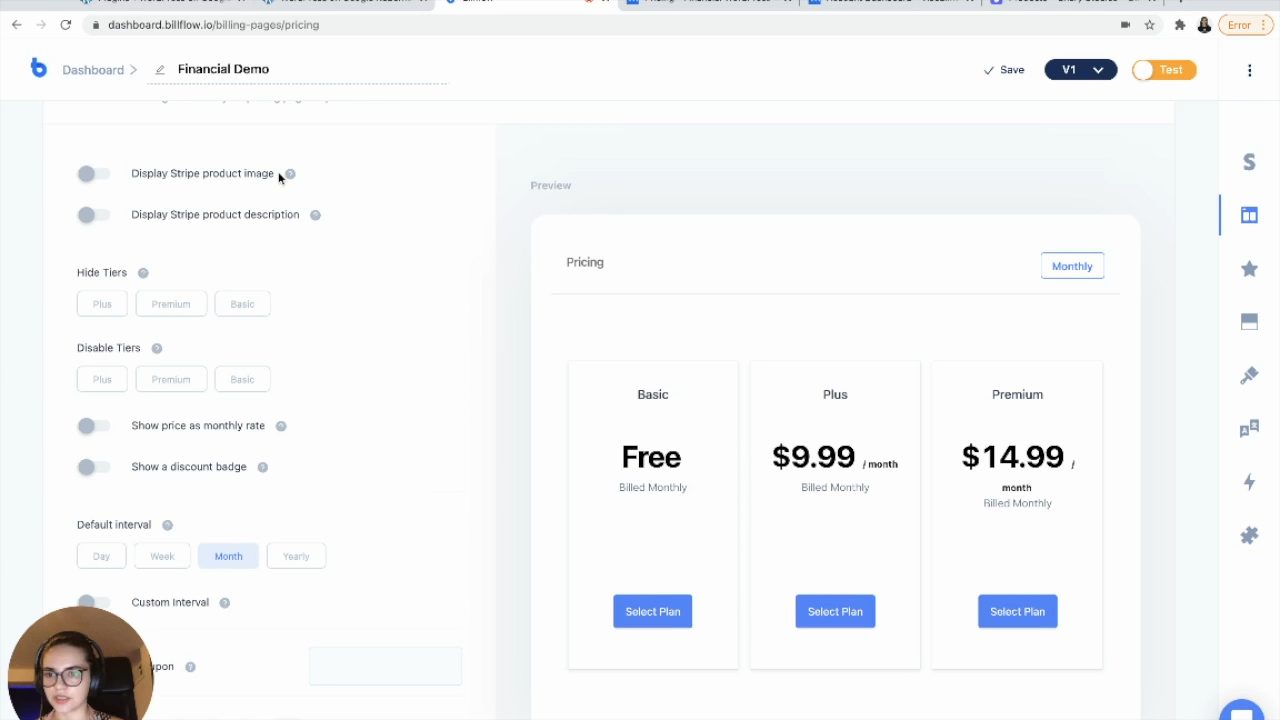 dashboard.billflow.io/billing-pages/pricing
Error
Dashboard > Financial Demo
Save
V1
Test
Display Stripe product image
Display Stripe product description
Hide Tiers
Plus Premium Basic
Disable Tiers
Plus Premium Basic
Show price as monthly rate
Show a discount badge
Default interval
Day Week Month Yearly
Custom Interval
upon
Preview
Pricing
Monthly
Basic
Free
Billed Monthly
Select Plan
Plus
$9.99 / month
Billed Monthly
Select Plan
Premium
$14.99 /
month
Billed Monthly
Select Plan